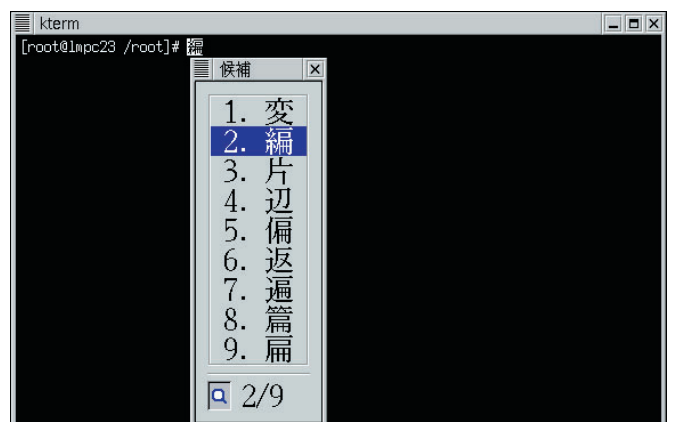 kterm
[root@lmpc23 /root]# 編
候補
1. 変
2. 編
3. 片
4. 辺
5. 偏
6. 返
7. 遍
8. 篇
9. 扁
2/9